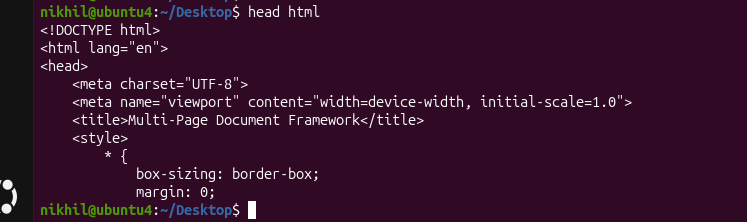 nikhil@ubuntu4:~/Desktop$ head html
<!DOCTYPE html>
<html lang="en">
<head>
    <meta charset="UTF-8">
    <meta name="viewport" content="width=device-width, initial-scale=1.0">
    <title>Multi-Page Document Framework</title>
    <style>
        * {
            box-sizing: border-box;
            margin: 0;
nikhil@ubuntu4:~/Desktop$